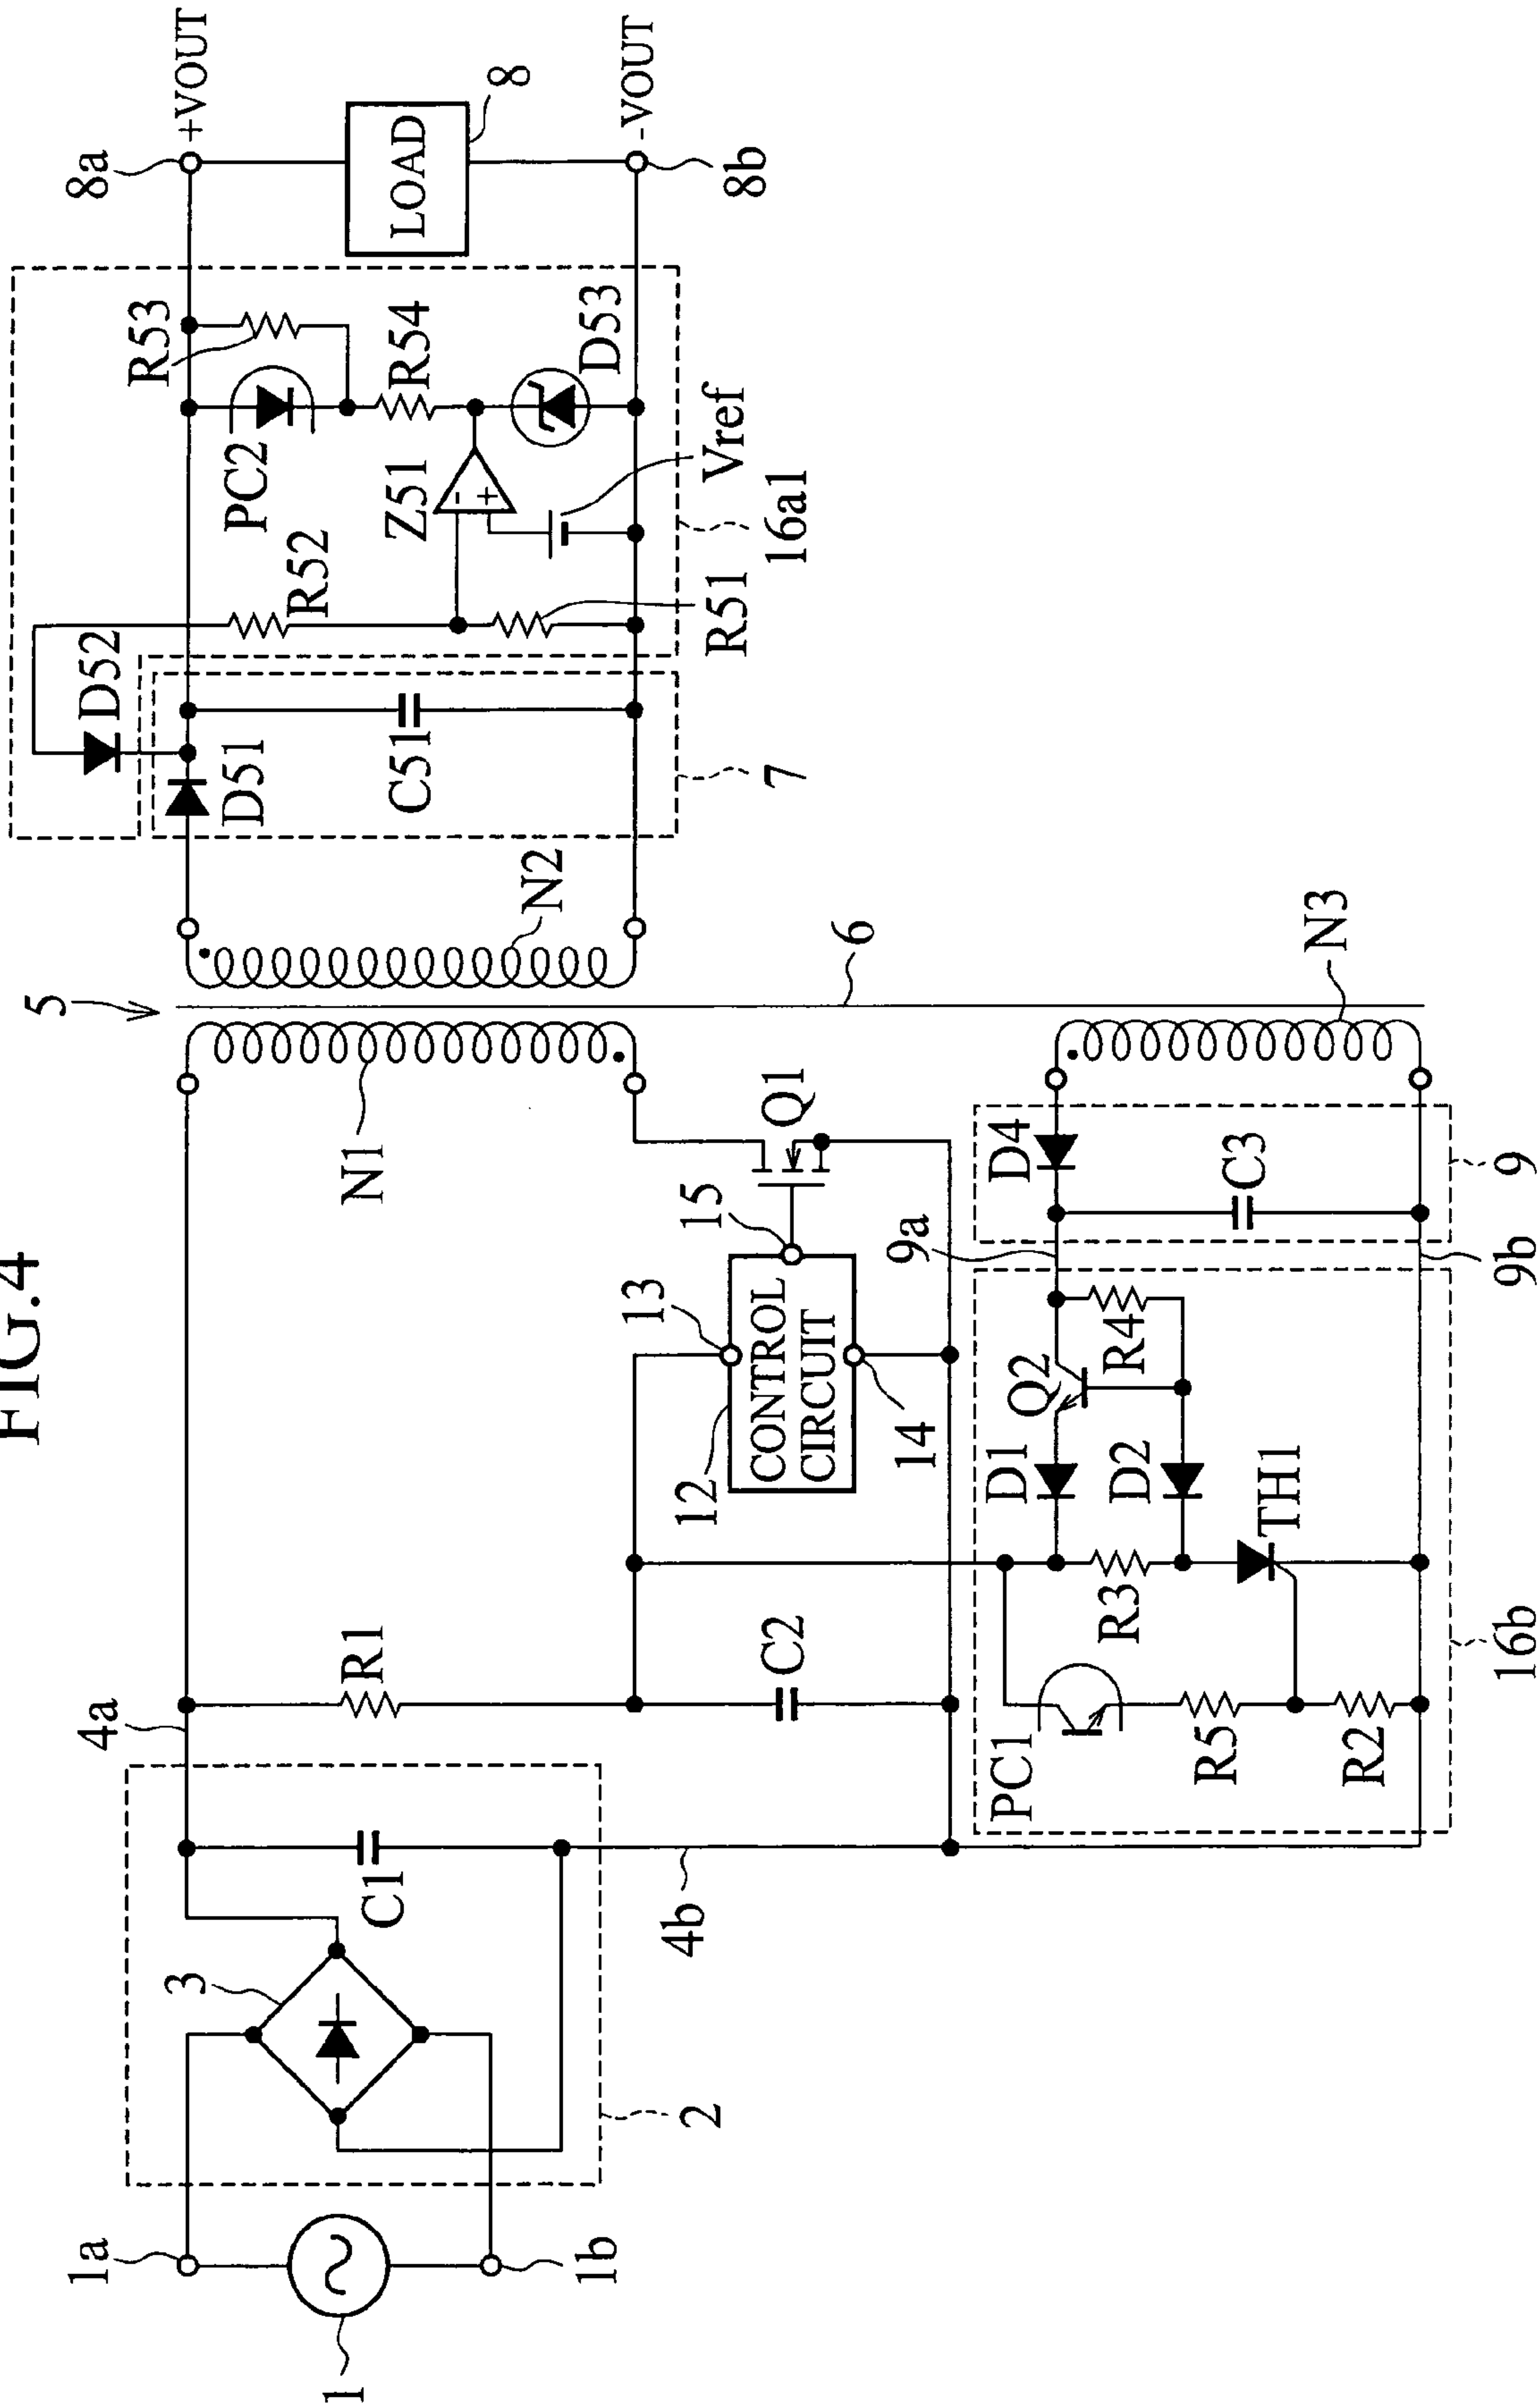 FIG.4
5
8a
+VOUT
D52
R53
1a
3
4a
D51
PC2
R52
R54
LOAD
8
N1
N2
C1
R1
C51
Z51
-
+
D53
1
1b
13
15
Q1
-VOUT
2
12
CONTROL
CIRCUIT
7
R51
Vref
8b
4b
C2
14
9a
6
16a1
PC1
D1
Q2
D4
R3
D2
R4
R5
TH1
C3
N3
R2
16b
9b
9